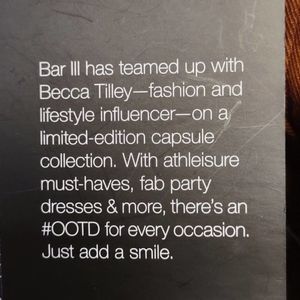 Bar III has teamed up with
Becca Tilley—fashion and
lifestyle influencer—on a
limited-edition capsule
collection. With athleisure
must-haves, fab party
dresses & more, there's an
#OOTD for every occasion.
Just add a smile.